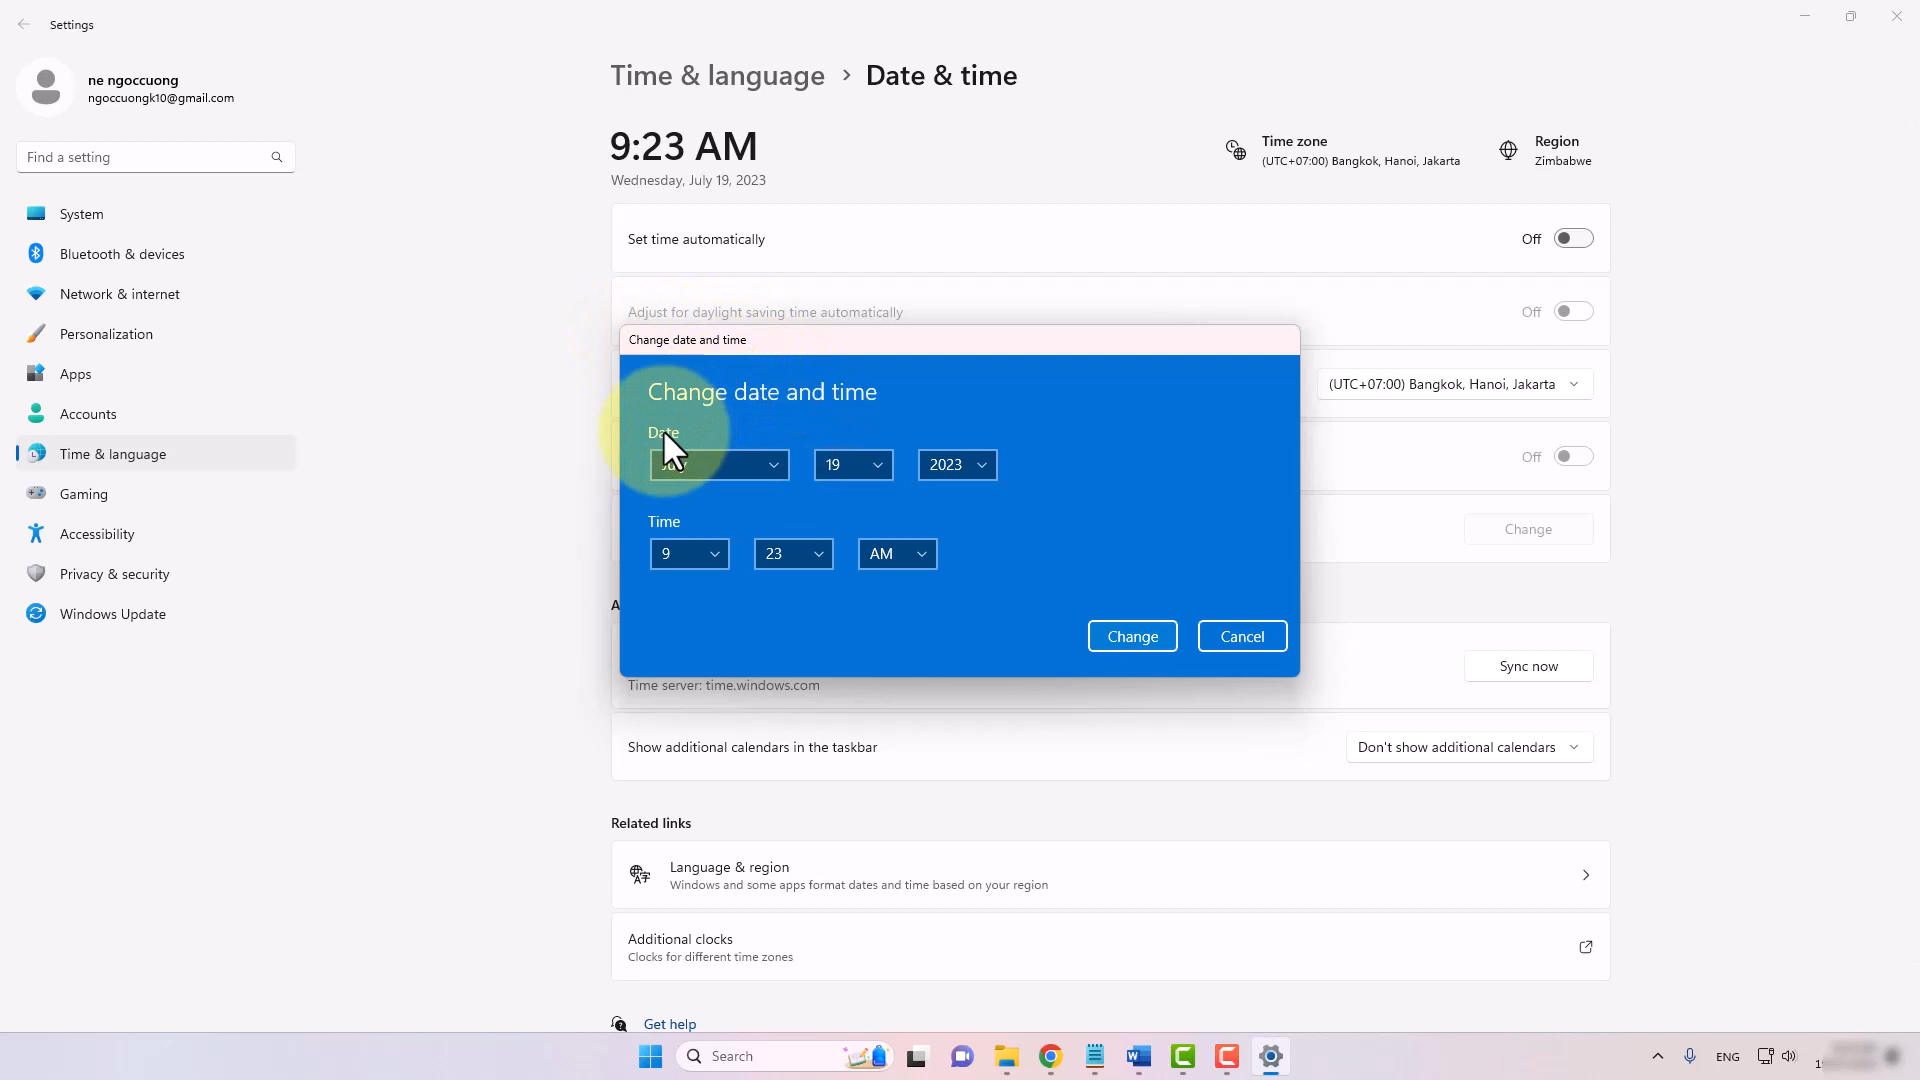 Settings
ne ngoccuong
ngoccuongk10@gmail.com
Find a setting
System
Bluetooth & devices
Network & internet
Personalization
Apps
Accounts
Time & language
Gaming
Accessibility
Privacy & security
Windows Update
Time & language › Date & time
9:23 AM
Wednesday, July 19, 2023
Time zone
(UTC+07:00) Bangkok, Hanoi, Jakarta
Region
Zimbabwe
Set time automatically
Off
Adjust for daylight saving time automatically
Off
(UTC+07:00) Bangkok, Hanoi, Jakarta
Off
Change
Change date and time
Change date and time
Date
July
19
2023
Time
9
23
AM
Change
Cancel
A
Sync now
Time server: time.windows.com
Show additional calendars in the taskbar
Don't show additional calendars
Related links
Language & region
Windows and some apps format dates and time based on your region
Additional clocks
Clocks for different time zones
Get help
Search
ENG